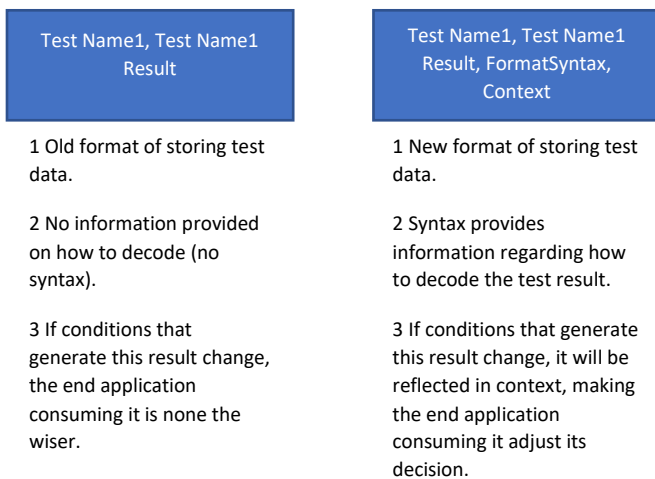 Test Name1, Test Name1
Result
1 Old format of storing test
data.
2 No information provided
on how to decode (no
syntax).
3 If conditions that
generate this result change,
the end application
consuming it is none the
wiser.
Test Name1, Test Name1
Result, FormatSyntax,
Context
1 New format of storing test
data.
2 Syntax provides
information regarding how
to decode the test result.
3 If conditions that generate
this result change, it will be
reflected in context, making
the end application
consuming it adjust its
decision.